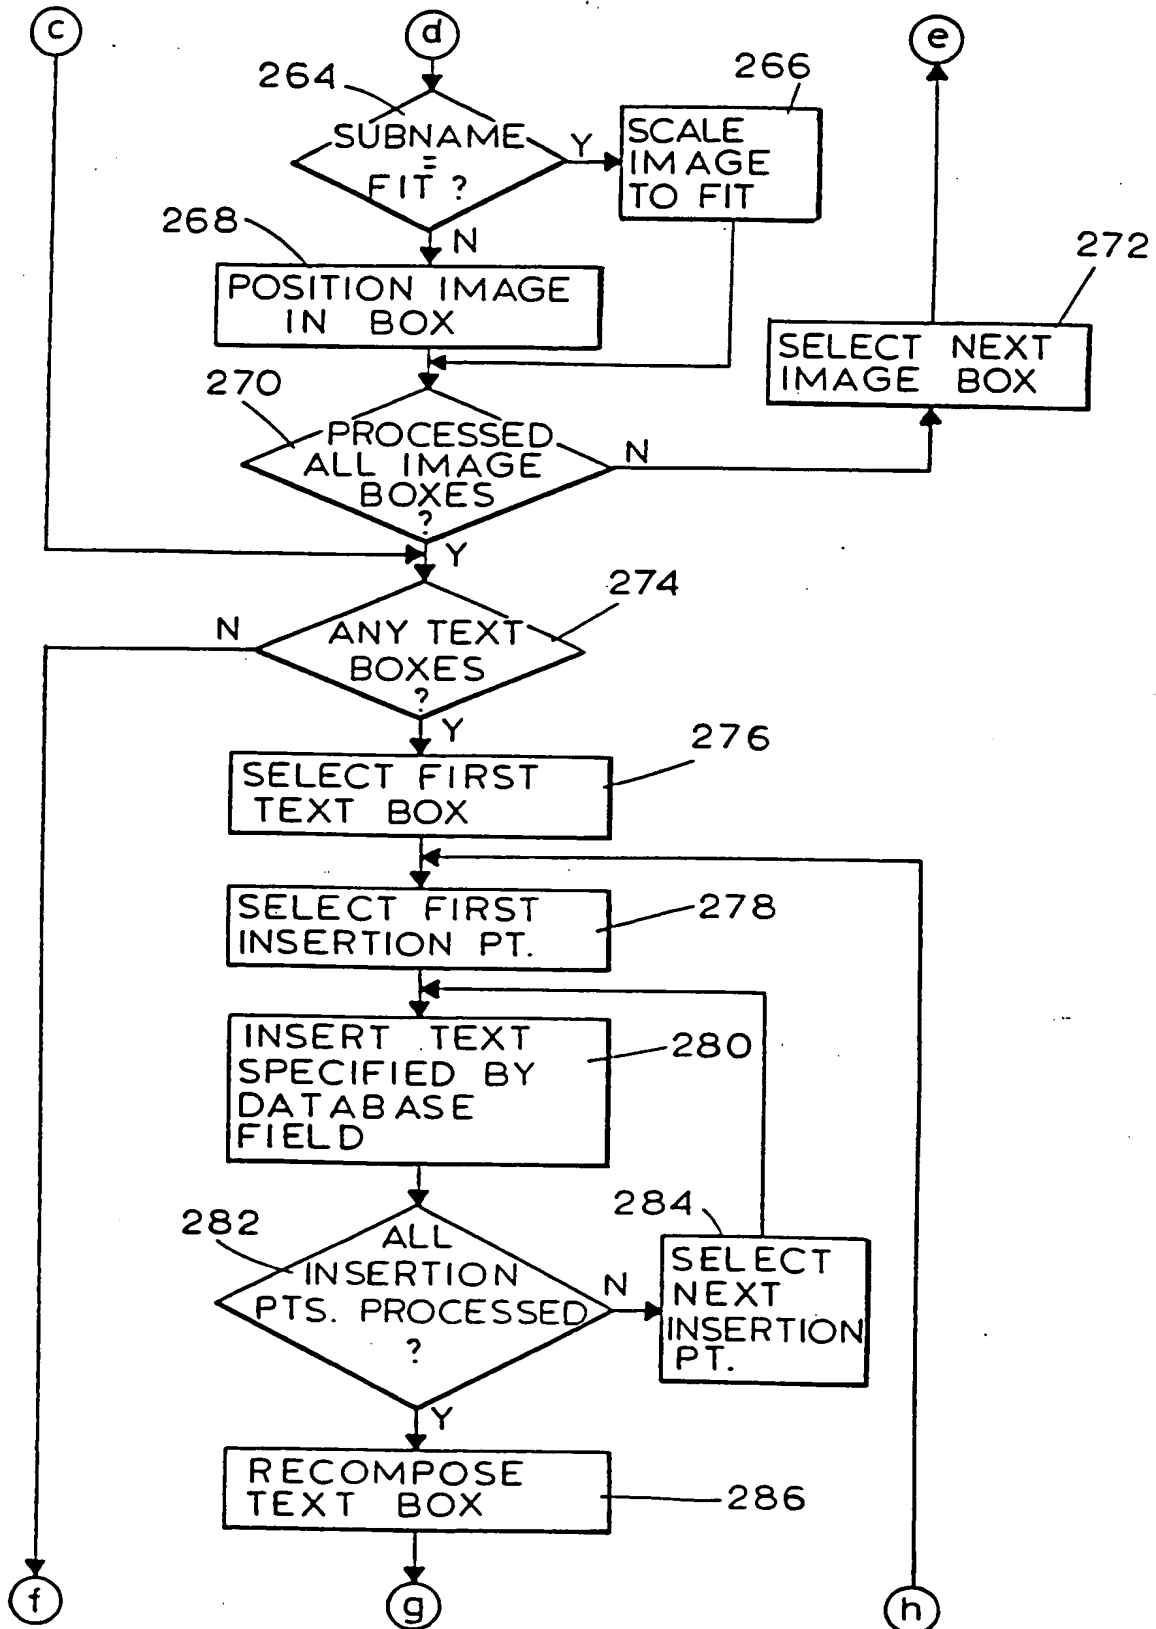 c
d
e
264
266
SUBNAME
=
FIT ?
Y
SCALE
IMAGE
TO FIT
N
268
272
POSITION IMAGE
IN BOX
SELECT NEXT
IMAGE BOX
270
PROCESSED
ALL IMAGE
BOXES
?
N
Y
274
N
ANY TEXT
BOXES
?
Y
276
SELECT FIRST
TEXT BOX
278
SELECT FIRST
INSERTION PT.
280
INSERT TEXT
SPECIFIED BY
DATABASE
FIELD
282
284
ALL
INSERTION
PTS. PROCESSED
?
N
SELECT
NEXT
INSERTION
PT.
Y
RECOMPOSE
TEXT BOX
286
f
g
h